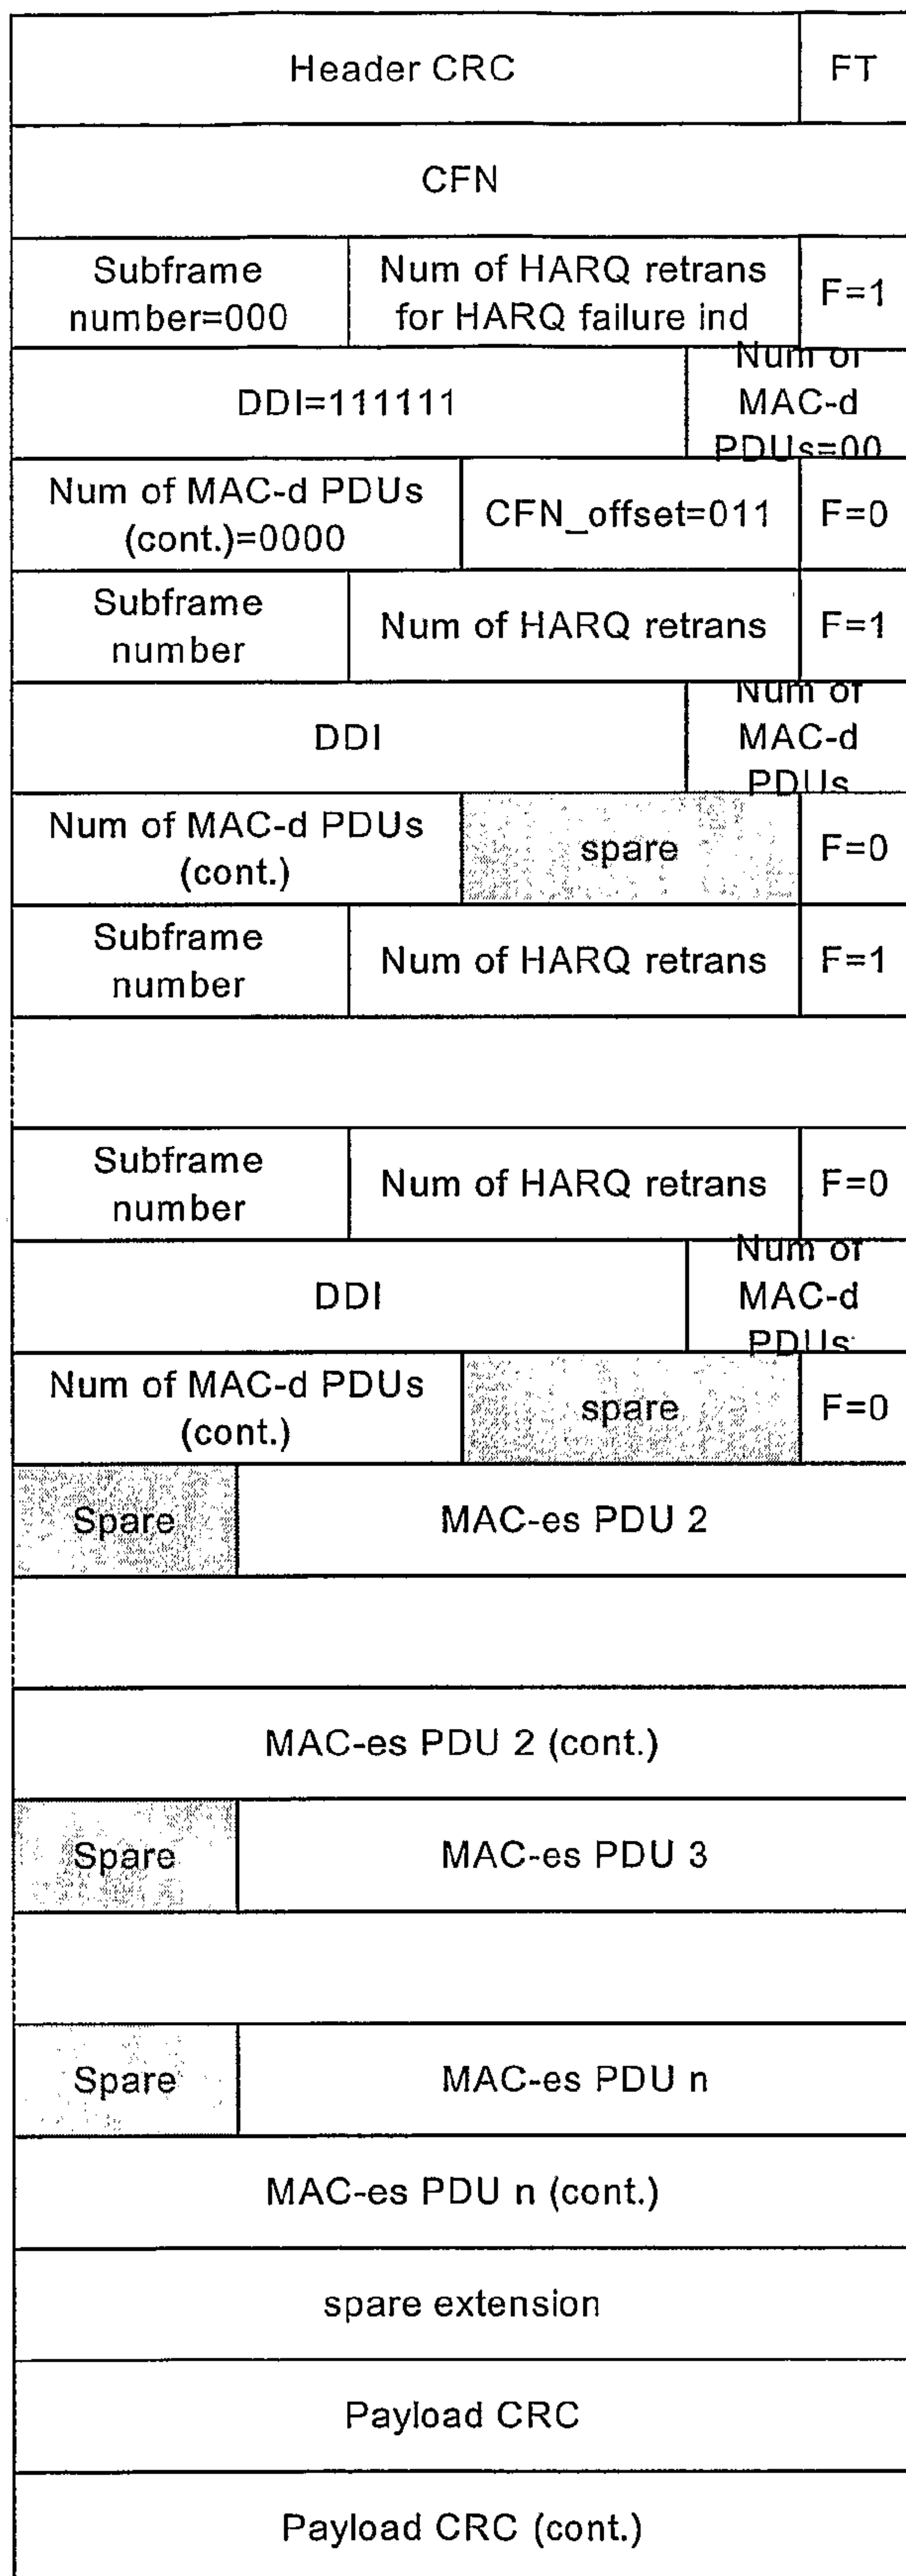 Header CRC FT
CFN
Subframe number=000 Num of HARQ retrans for HARQ failure ind F=1
DDI=111111 Num of MAC-d PDUs=00
Num of MAC-d PDUs (cont.)=0000 CFN_offset=011 F=0
Subframe number Num of HARQ retrans F=1
DDI Num of MAC-d PDUs
Num of MAC-d PDUs (cont.) spare F=0
Subframe number Num of HARQ retrans F=1
Subframe number Num of HARQ retrans F=0
DDI Num of MAC-d PDUs
Num of MAC-d PDUs (cont.) spare F=0
Spare MAC-es PDU 2
MAC-es PDU 2 (cont.)
Spare MAC-es PDU 3
Spare MAC-es PDU n
MAC-es PDU n (cont.)
spare extension
Payload CRC
Payload CRC (cont.)